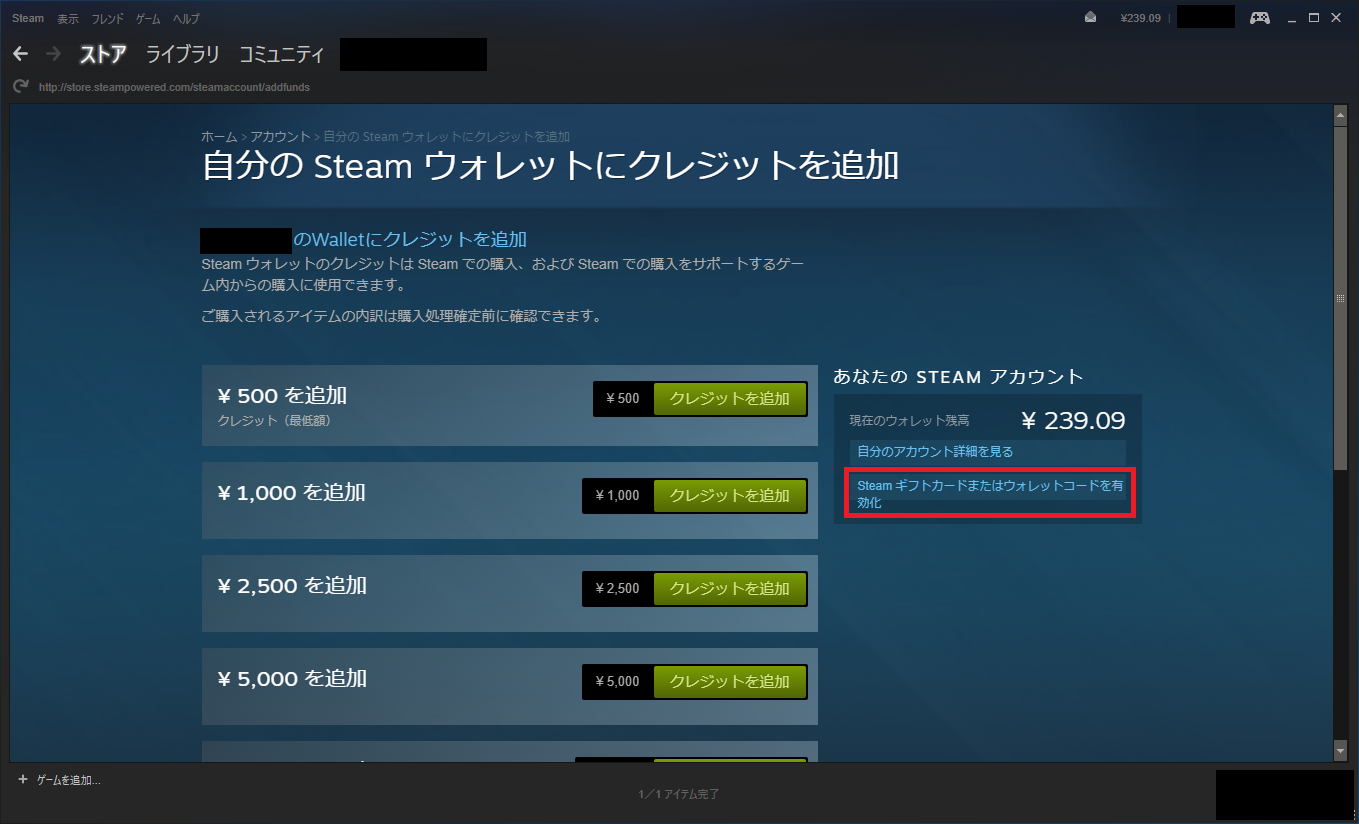 Steam 表示 フレンド ゲーム ヘルプ
¥239.09
ストア ライブラリ コミュニティ
http://store.steampowered.com/steamaccount/addfunds
ホーム > アカウント > 自分の Steam ウォレットにクレジットを追加
自分の Steam ウォレットにクレジットを追加
のWalletにクレジットを追加
Steam ウォレットのクレジットは Steam での購入、および Steam での購入をサポートするゲー
ム内からの購入に使用できます。
ご購入されるアイテムの内訳は購入処理確定前に確認できます。
¥ 500 を追加
クレジット（最低額）
¥ 500 クレジットを追加
¥ 1,000 を追加
¥ 1,000 クレジットを追加
¥ 2,500 を追加
¥ 2,500 クレジットを追加
¥ 5,000 を追加
¥ 5,000 クレジットを追加
あなたの STEAM アカウント
現在のウォレット残高 ¥ 239.09
自分のアカウント詳細を見る
Steam ギフトカードまたはウォレットコードを有
効化
+ ゲームを追加...
1／1 アイテム完了